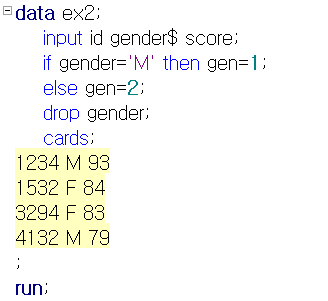 data ex2;
input id gender$ score;
if gender='M' then gen=1;
else gen=2;
drop gender;
cards;
1234 M 93
1532 F 84
3294 F 83
4132 M 79
;
run;